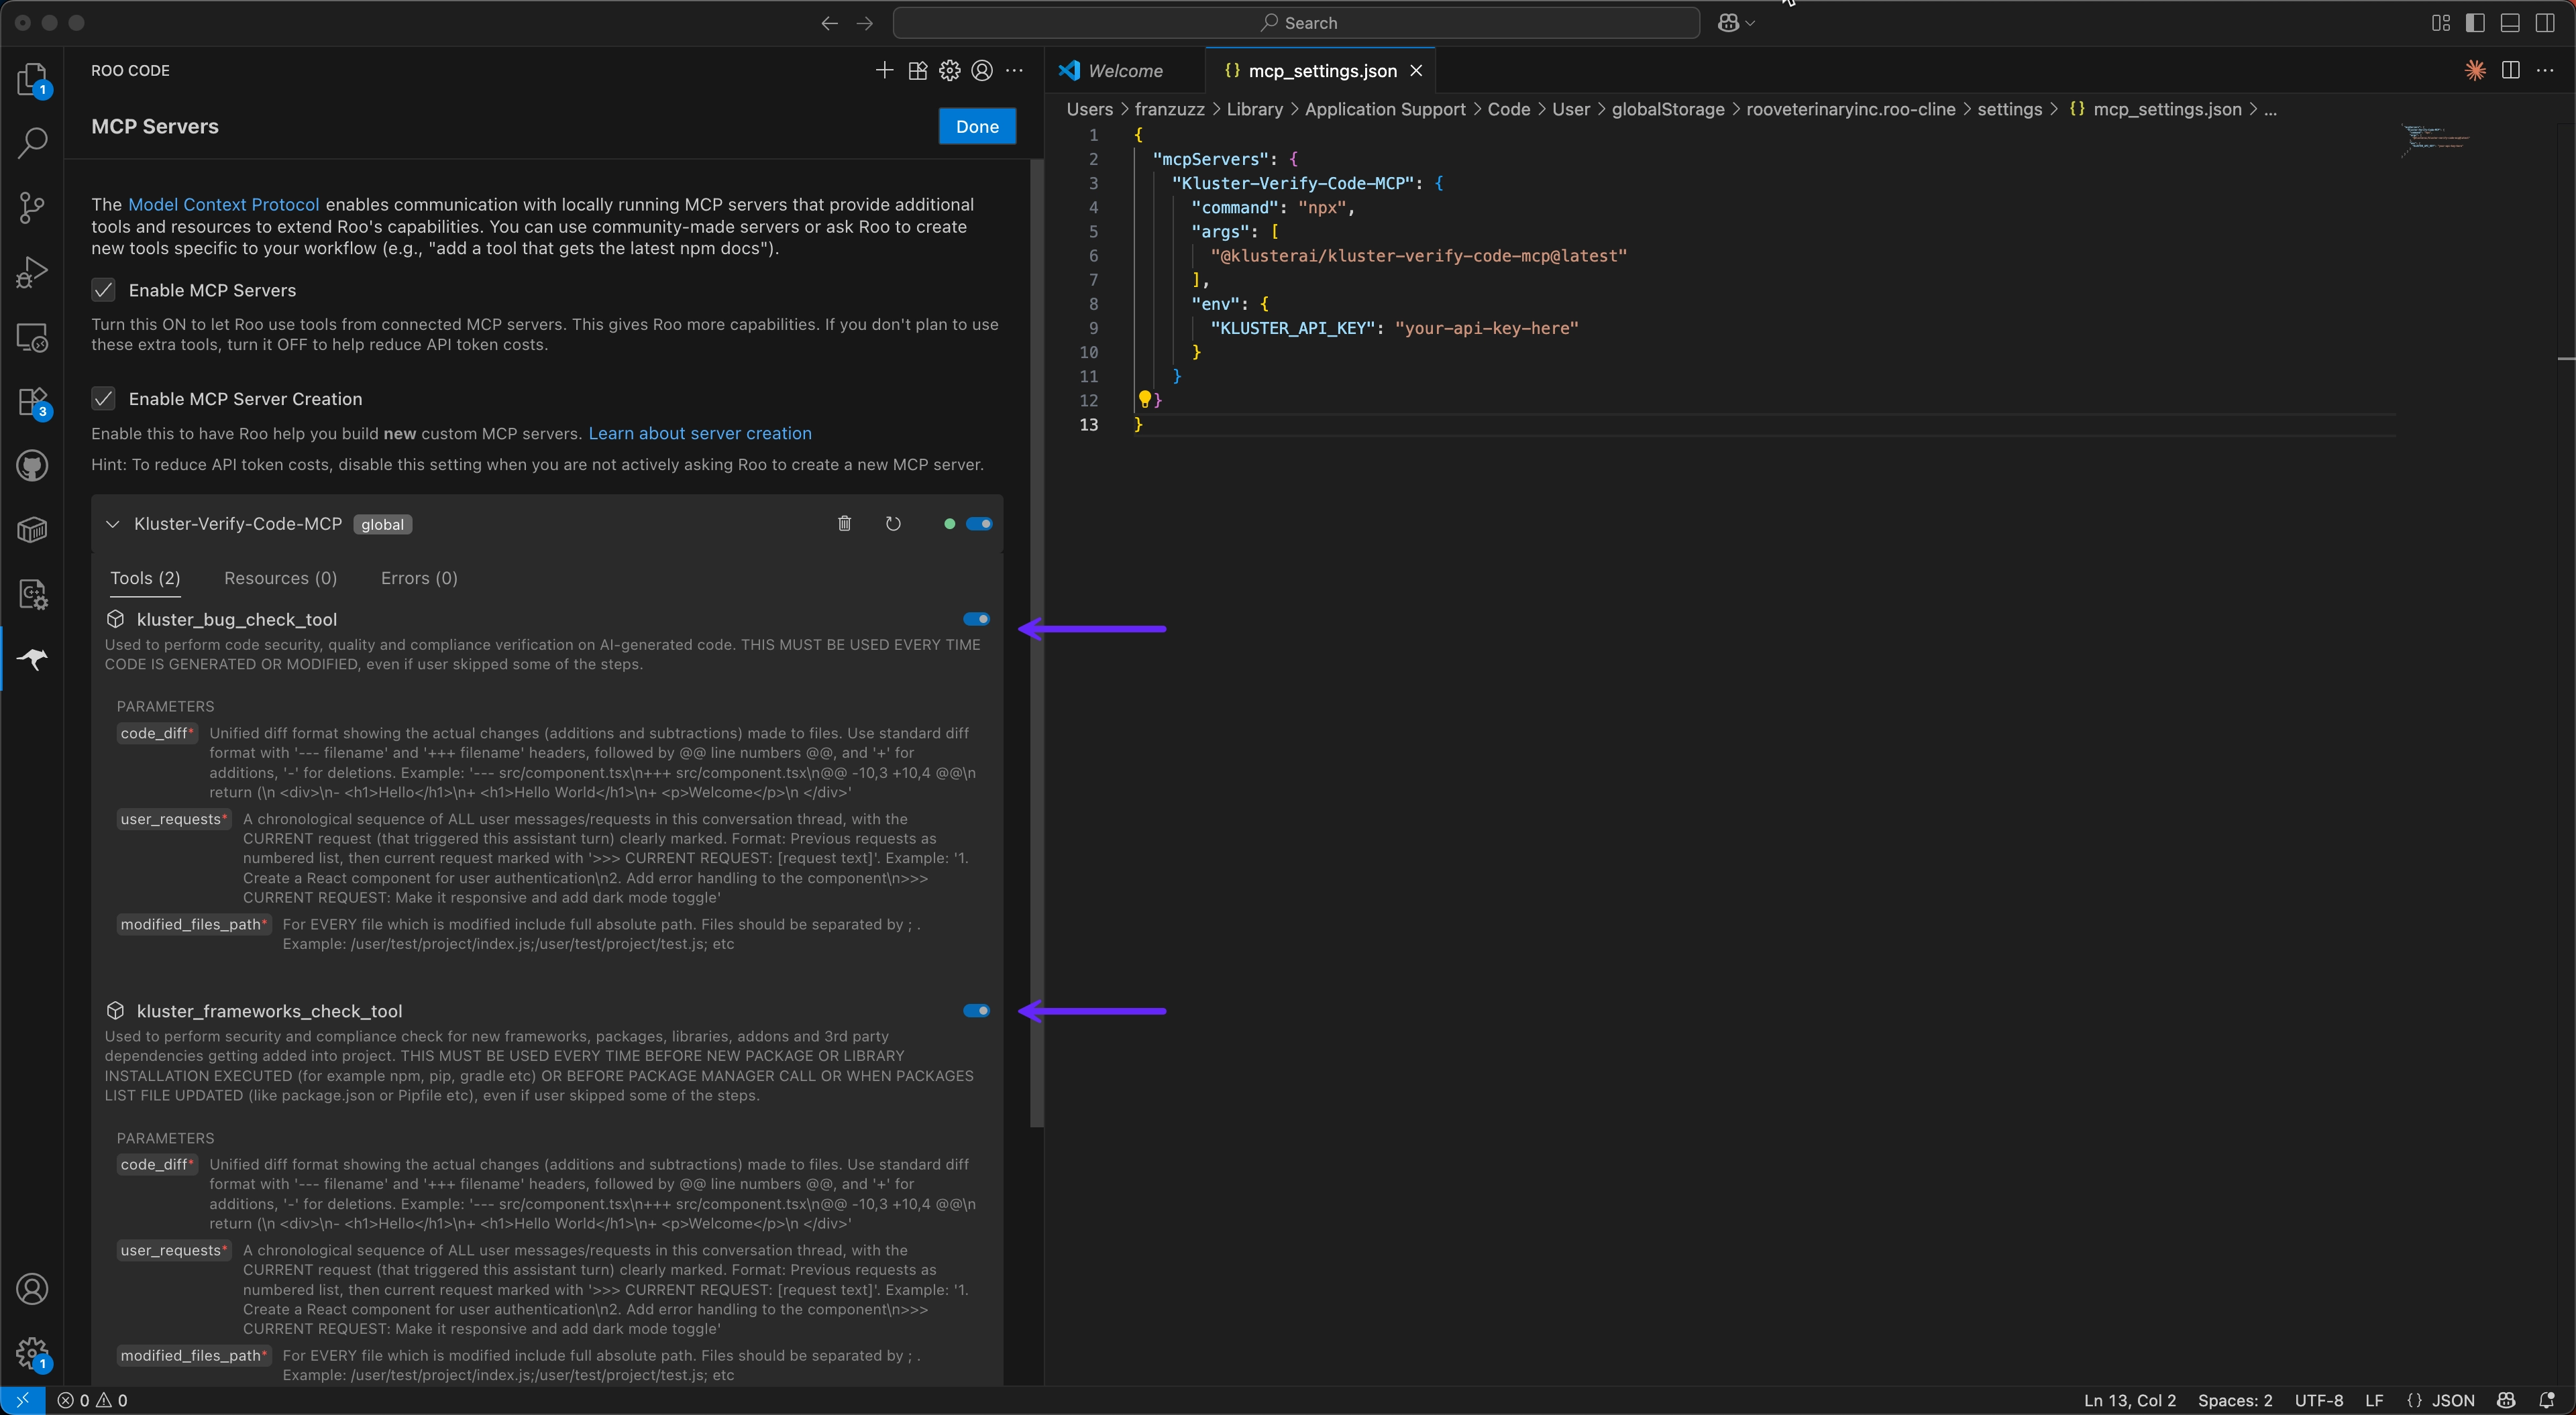 Search
ROO CODE
MCP Servers
Done
The Model Context Protocol enables communication with locally running MCP servers that provide additional
tools and resources to extend Roo's capabilities. You can use community-made servers or ask Roo to create
new tools specific to your workflow (e.g., "add a tool that gets the latest npm docs").
Enable MCP Servers
Turn this ON to let Roo use tools from connected MCP servers. This gives Roo more capabilities. If you don't plan to use
these extra tools, turn it OFF to help reduce API token costs.
Enable MCP Server Creation
Enable this to have Roo help you build new custom MCP servers. Learn about server creation
Hint: To reduce API token costs, disable this setting when you are not actively asking Roo to create a new MCP server.
Kluster-Verify-Code-MCP global
Tools (2) Resources (0) Errors (0)
kluster_bug_check_tool
Used to perform code security, quality and compliance verification on AI-generated code. THIS MUST BE USED EVERY TIME
CODE IS GENERATED OR MODIFIED, even if user skipped some of the steps.
PARAMETERS
code_diff* Unified diff format showing the actual changes (additions and subtractions) made to files. Use standard diff
format with '--- filename' and '+++ filename' headers, followed by @@ line numbers @@, and '+' for
additions, '-' for deletions. Example: '--- src/component.tsx\n+++ src/component.tsx\n@@ -10,3 +10,4 @@\n
return (\n <div>\n- <h1>Hello</h1>\n+ <h1>Hello World</h1>\n+ <p>Welcome</p>\n </div>'
user_requests* A chronological sequence of ALL user messages/requests in this conversation thread, with the
CURRENT request (that triggered this assistant turn) clearly marked. Format: Previous requests as
numbered list, then current request marked with '>>> CURRENT REQUEST: [request text]'. Example: '1.
Create a React component for user authentication\n2. Add error handling to the component\n>>>
CURRENT REQUEST: Make it responsive and add dark mode toggle'
modified_files_path* For EVERY file which is modified include full absolute path. Files should be separated by ; .
Example: /user/test/project/index.js;/user/test/project/test.js; etc
kluster_frameworks_check_tool
Used to perform security and compliance check for new frameworks, packages, libraries, addons and 3rd party
dependencies getting added into project. THIS MUST BE USED EVERY TIME BEFORE NEW PACKAGE OR LIBRARY
INSTALLATION EXECUTED (for example npm, pip, gradle etc) OR BEFORE PACKAGE MANAGER CALL OR WHEN PACKAGES
LIST FILE UPDATED (like package.json or Pipfile etc), even if user skipped some of the steps.
PARAMETERS
code_diff* Unified diff format showing the actual changes (additions and subtractions) made to files. Use standard diff
format with '--- filename' and '+++ filename' headers, followed by @@ line numbers @@, and '+' for
additions, '-' for deletions. Example: '--- src/component.tsx\n+++ src/component.tsx\n@@ -10,3 +10,4 @@\n
return (\n <div>\n- <h1>Hello</h1>\n+ <h1>Hello World</h1>\n+ <p>Welcome</p>\n </div>'
user_requests* A chronological sequence of ALL user messages/requests in this conversation thread, with the
CURRENT request (that triggered this assistant turn) clearly marked. Format: Previous requests as
numbered list, then current request marked with '>>> CURRENT REQUEST: [request text]'. Example: '1.
Create a React component for user authentication\n2. Add error handling to the component\n>>>
CURRENT REQUEST: Make it responsive and add dark mode toggle'
modified_files_path* For EVERY file which is modified include full absolute path. Files should be separated by ; .
Example: /user/test/project/index.js;/user/test/project/test.js; etc
Welcome {} mcp_settings.json
Users > franzuzz > Library > Application Support > Code > User > globalStorage > rooveterinaryinc.roo-cline > settings > {} mcp_settings.json > ...
1 {
2 "mcpServers": {
3 "Kluster-Verify-Code-MCP": {
4 "command": "npx",
5 "args": [
6 "@klusterai/kluster-verify-code-mcp@latest"
7 ],
8 "env": {
9 "KLUSTER_API_KEY": "your-api-key-here"
10 }
11 }
12 }
13 }
1
3
1
0 0
Ln 13, Col 2 Spaces: 2 UTF-8 LF {} JSON